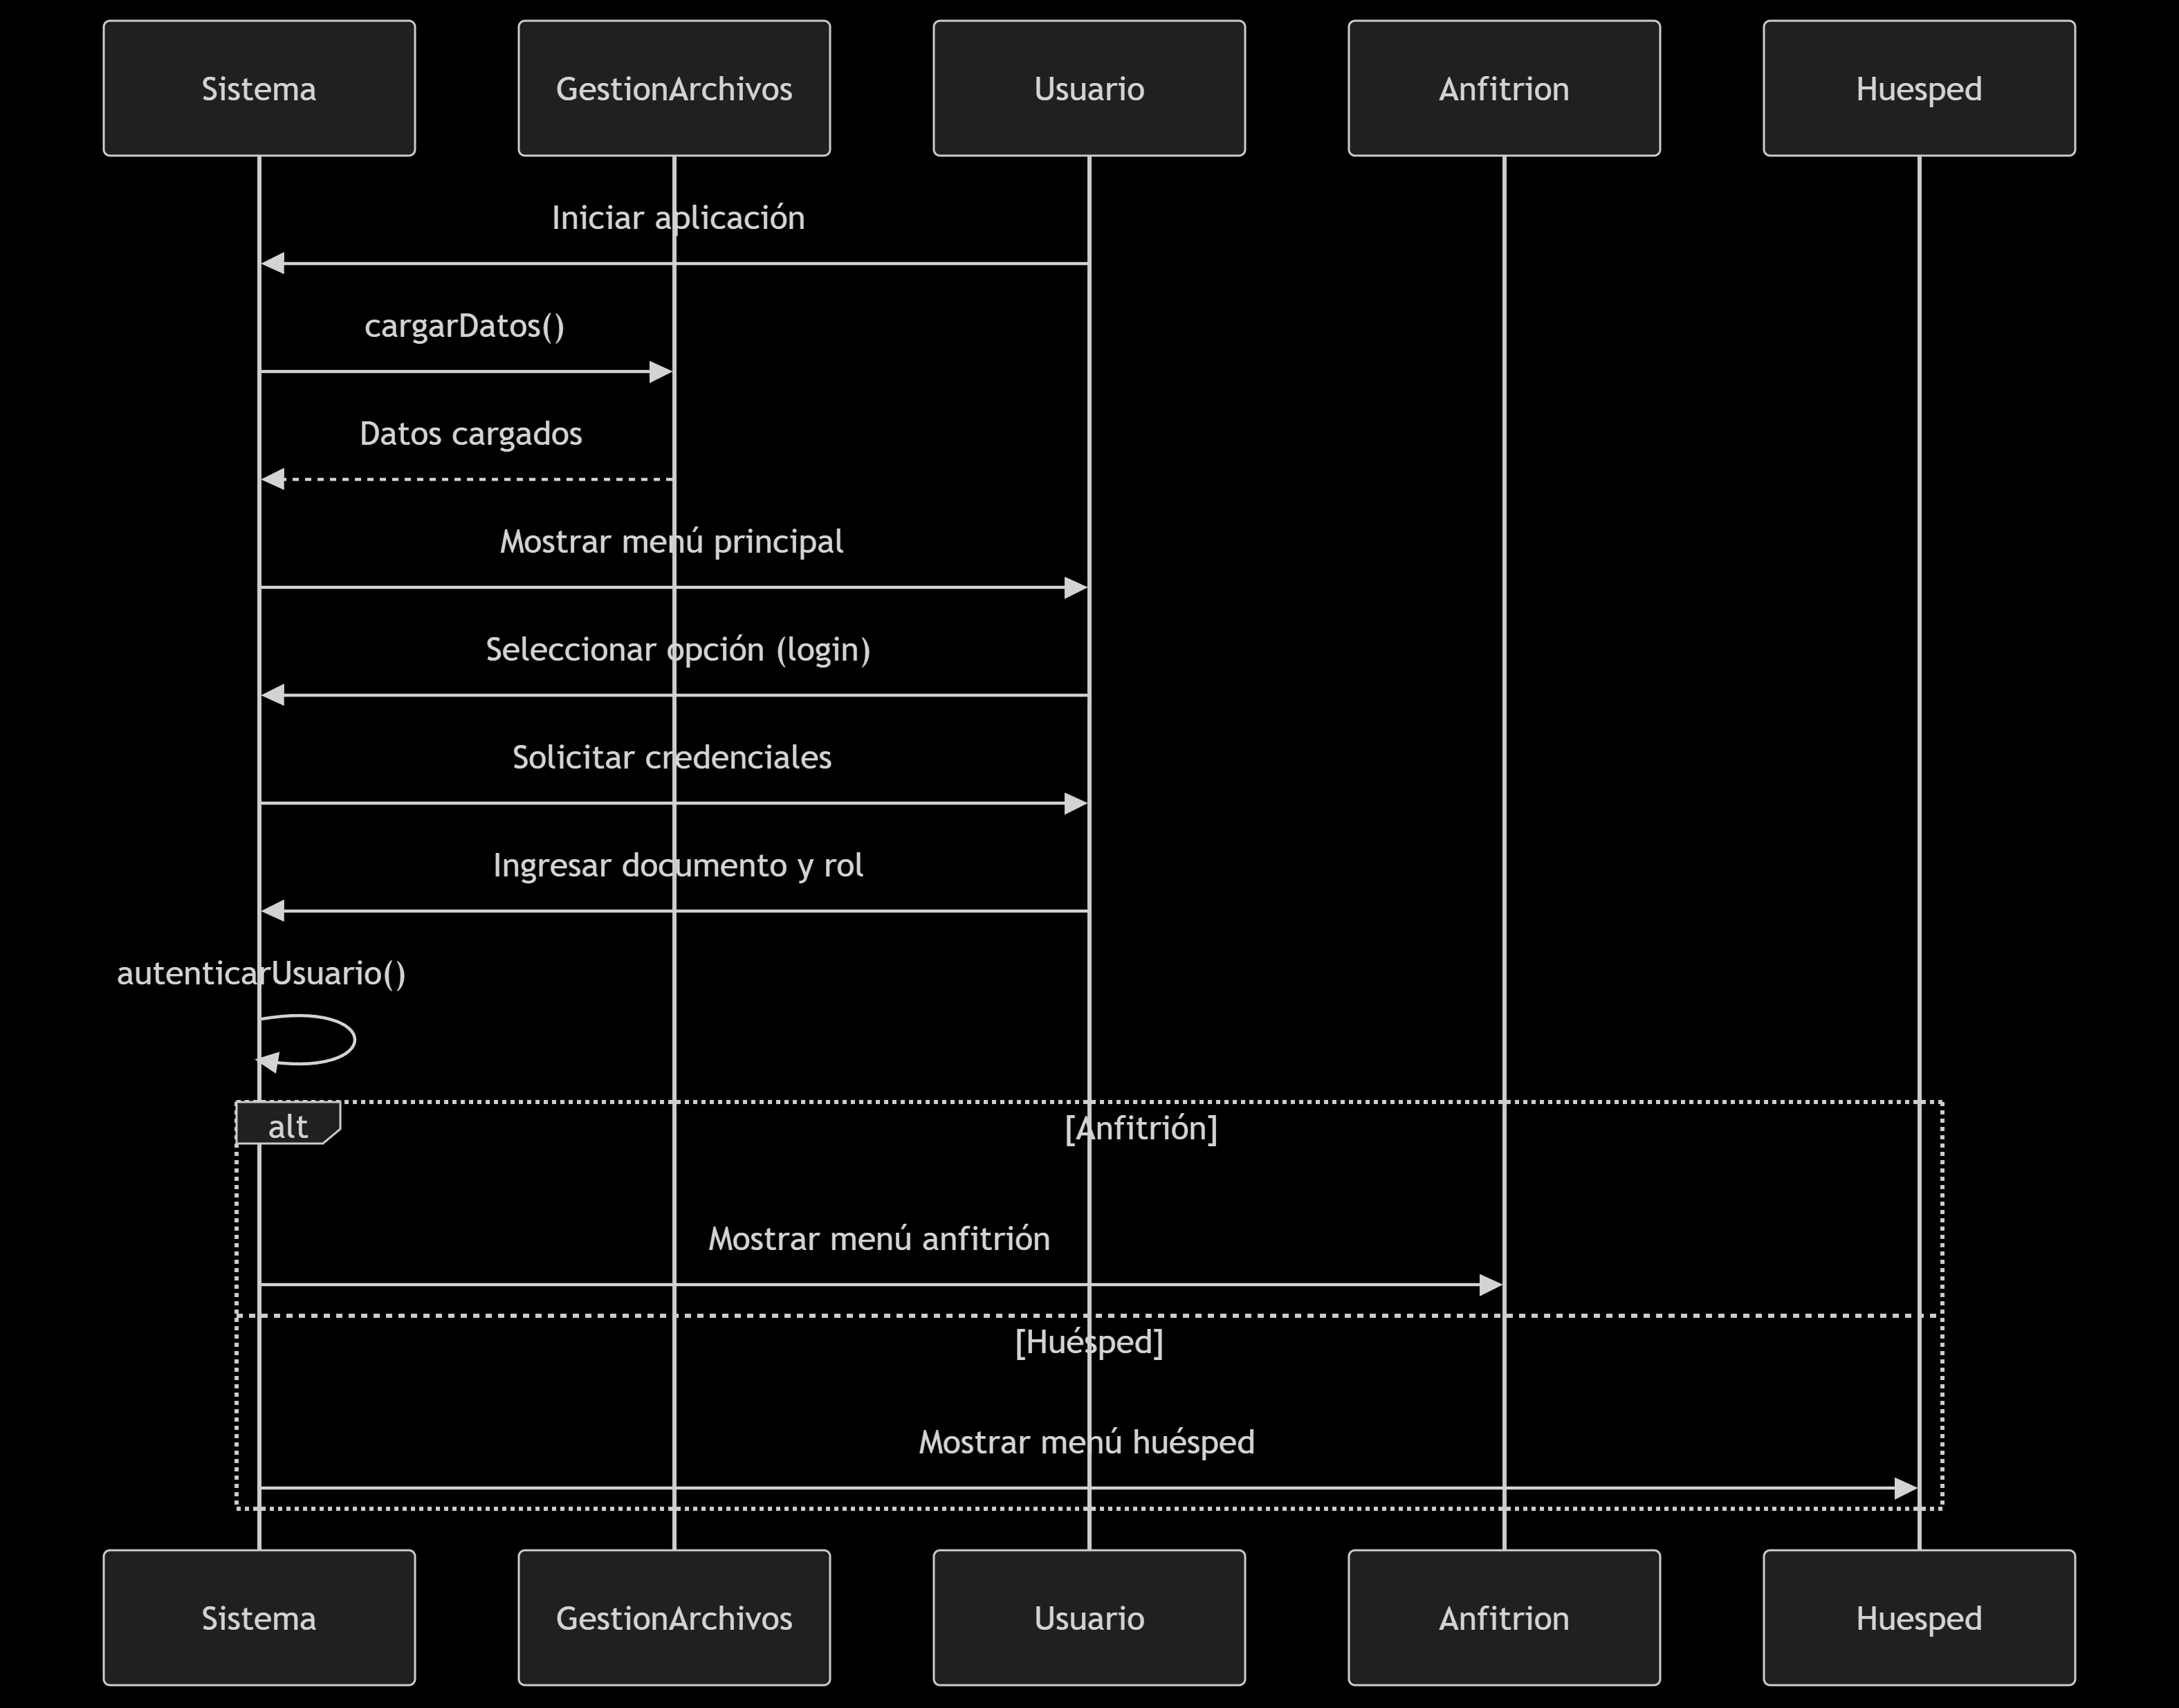 Sistema
GestionArchivos
Usuario
Anfitrion
Huesped
Iniciar aplicación
cargarDatos()
Datos cargados
Mostrar menú principal
Seleccionar opción (login)
Solicitar credenciales
Ingresar documento y rol
autenticarUsuario()
alt
[Anfitrión]
Mostrar menú anfitrión
[Huésped]
Mostrar menú huésped
Sistema
GestionArchivos
Usuario
Anfitrion
Huesped